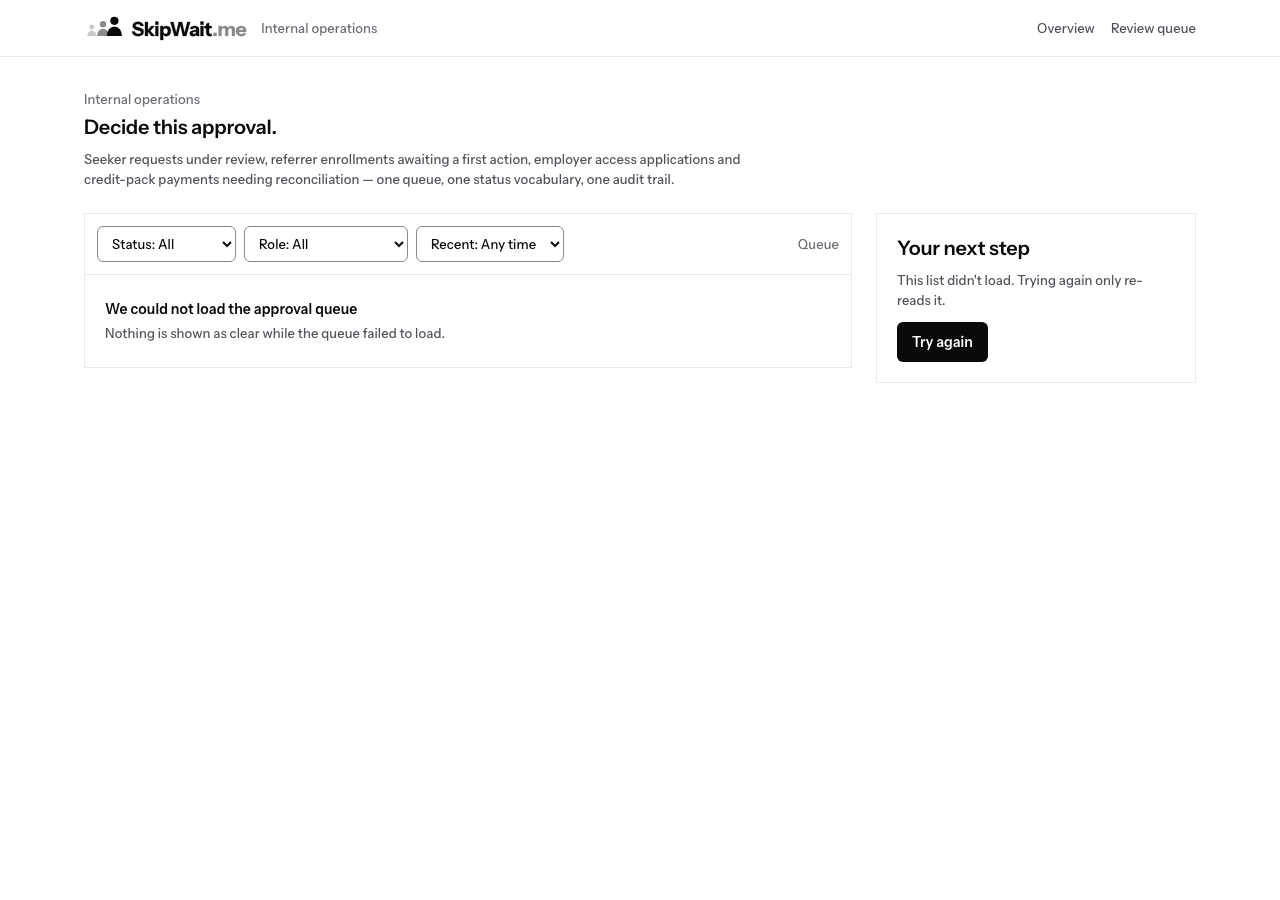 SkipWait.me
Internal operations
Overview
Review queue
Internal operations
Decide this approval.
Seeker requests under review, referrer enrollments awaiting a first action, employer access applications and
credit-pack payments needing reconciliation — one queue, one status vocabulary, one audit trail.
Status: All
Role: All
Recent: Any time
Queue
We could not load the approval queue
Nothing is shown as clear while the queue failed to load.
Your next step
This list didn't load. Trying again only re-
reads it.
Try again